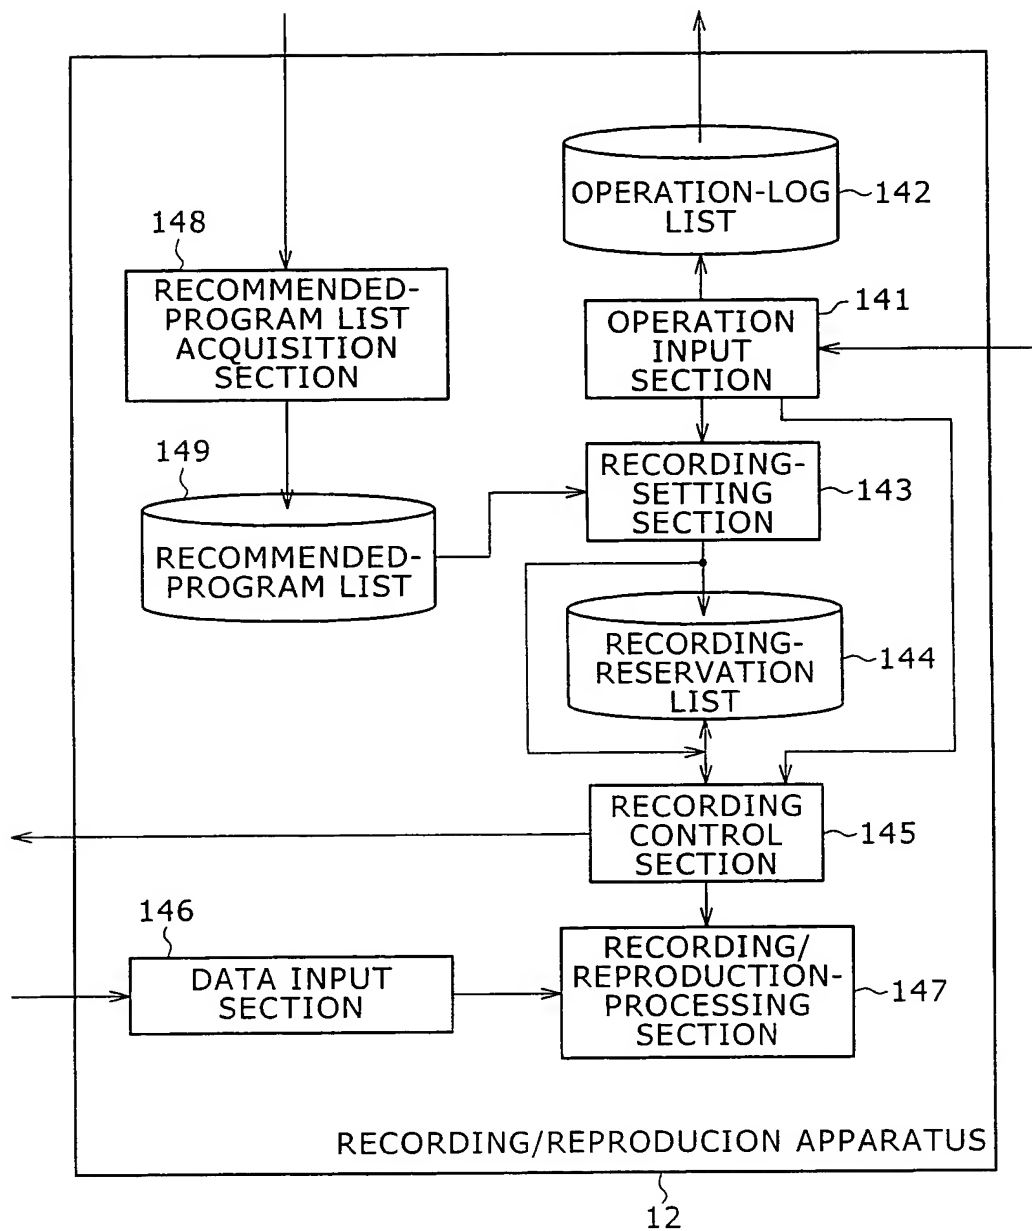 OPERATION-LOG
LIST
142
148
RECOMMENDED-
PROGRAM LIST
ACQUISITION
SECTION
141
OPERATION
INPUT
SECTION
149
RECOMMENDED-
PROGRAM LIST
RECORDING-
SETTING
SECTION
143
RECORDING-
RESERVATION
LIST
144
RECORDING
CONTROL
SECTION
145
146
DATA INPUT
SECTION
RECORDING/
REPRODUCTION-
PROCESSING
SECTION
147
RECORDING/REPRODUCION APPARATUS
12